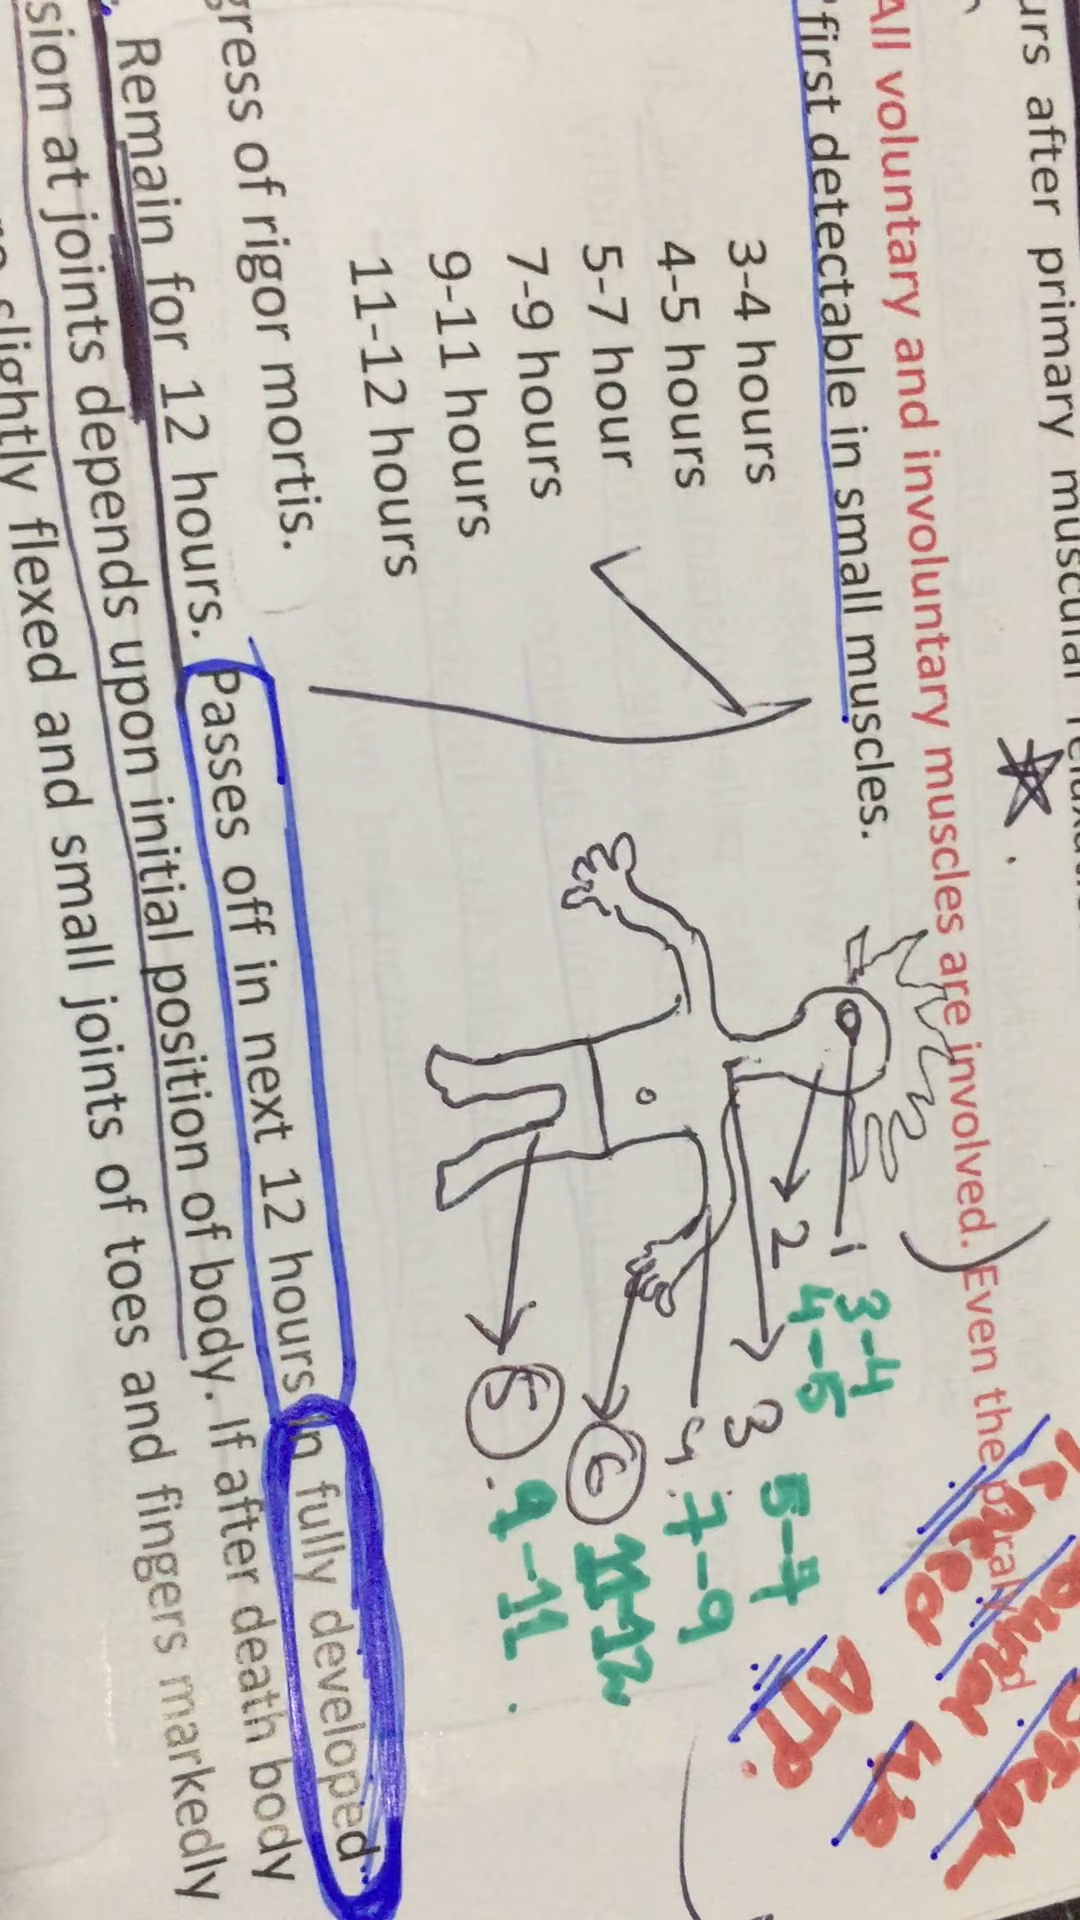 urs after primary muscular
All voluntary and involuntary muscles are involved. Even the paralysed
first detectable in small muscles.
3-4 hours
4-5 hours
5-7 hour
7-9 hours
9-11 hours
11-12 hours
gress of rigor mortis.
Remain for 12 hours. Passes off in next 12 hours in fully developed
sion at joints depends upon initial position of body. If after death body
slightly flexed and small joints of toes and fingers markedly
1 3-4
2 4-5
3 5-7
4 7-9
6 11-12
5 9-11
ATP